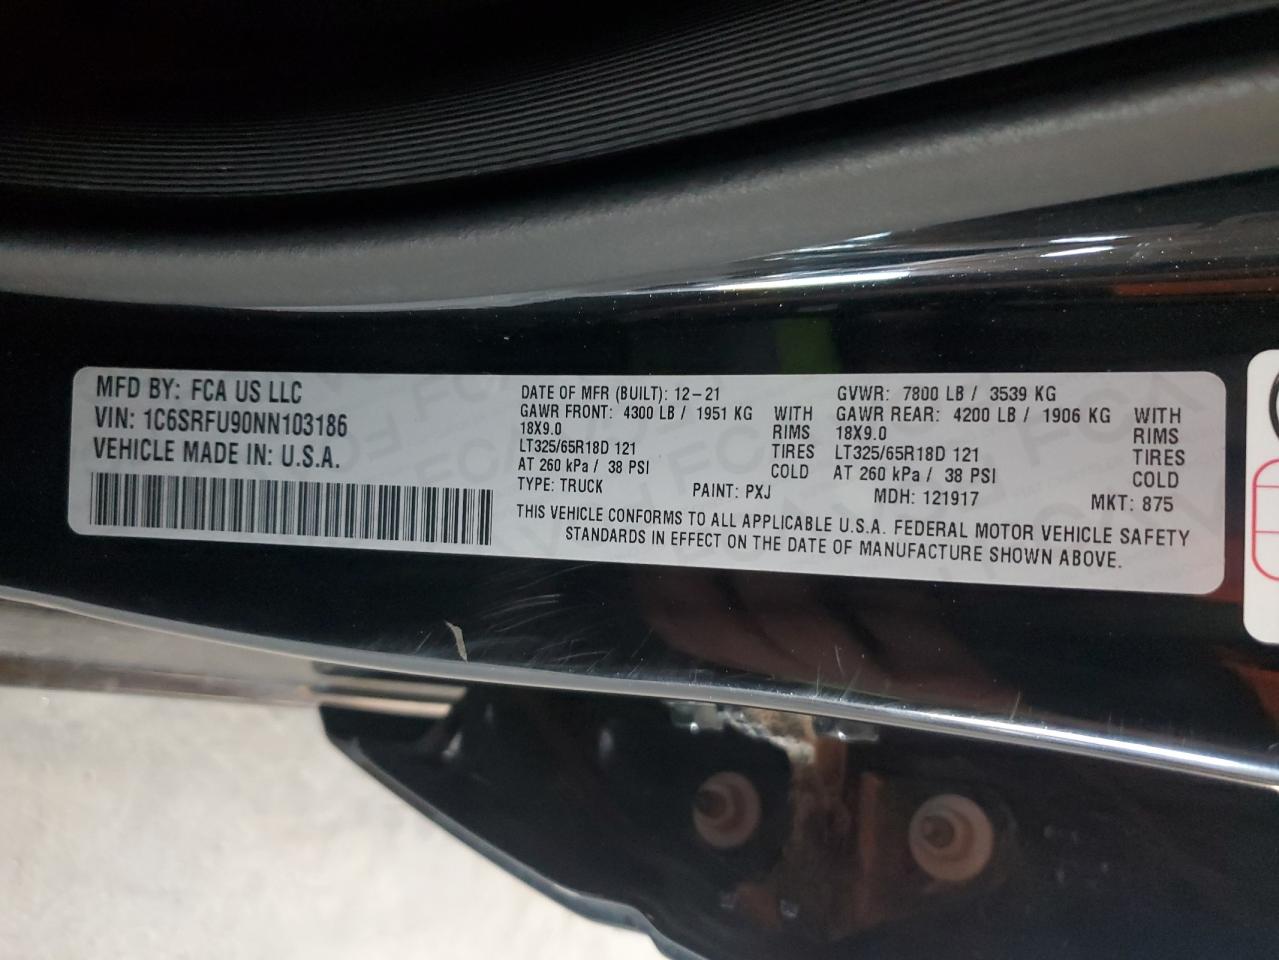 MFD BY: FCA US LLC
VIN: 1C6SRFU90NN103186
VEHICLE MADE IN: U.S.A.
DATE OF MFR (BUILT): 12-21
GAWR FRONT: 4300 LB / 1951 KG WITH
18X9.0 RIMS
LT325/65R18D 121 TIRES
AT 260 kPa / 38 PSI COLD
GVWR: 7800 LB / 3539 KG
GAWR REAR: 4200 LB / 1906 KG WITH
18X9.0 RIMS
LT325/65R18D 121 TIRES
AT 260 kPa / 38 PSI COLD
TYPE: TRUCK PAINT: PXJ MDH: 121917 MKT: 875
THIS VEHICLE CONFORMS TO ALL APPLICABLE U.S.A. FEDERAL MOTOR VEHICLE SAFETY
STANDARDS IN EFFECT ON THE DATE OF MANUFACTURE SHOWN ABOVE.